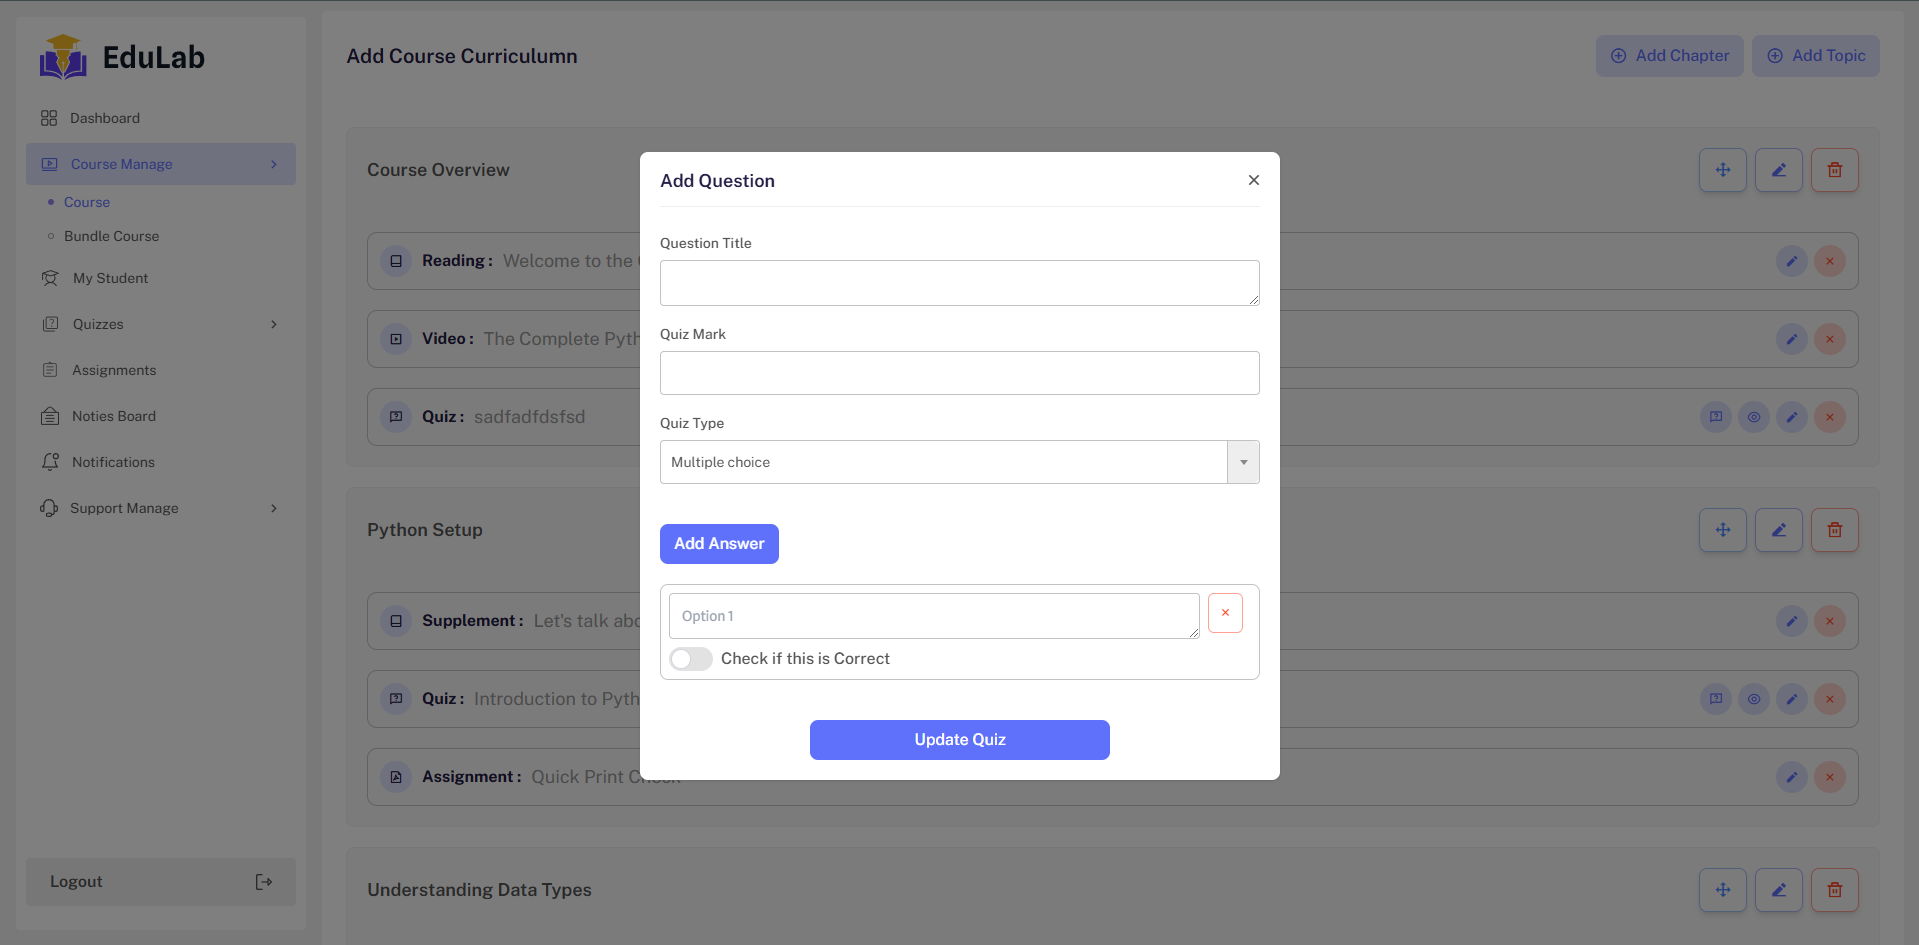 EduLab
Dashboard
Course Manage
Course
Bundle Course
My Student
Quizzes
Assignments
Noties Board
Notifications
Support Manage
Logout
Add Course Curriculumn
Add Chapter
Add Topic
Course Overview
Reading : Welcome to the
Video : The Complete Pyth
Quiz : sadfadfdsfsd
Python Setup
Supplement : Let's talk abo
Quiz : Introduction to Pyth
Assignment : Quick Print Check
Understanding Data Types
Add Question
Question Title
Quiz Mark
Quiz Type
Multiple choice
Add Answer
Option 1
Check if this is Correct
Update Quiz